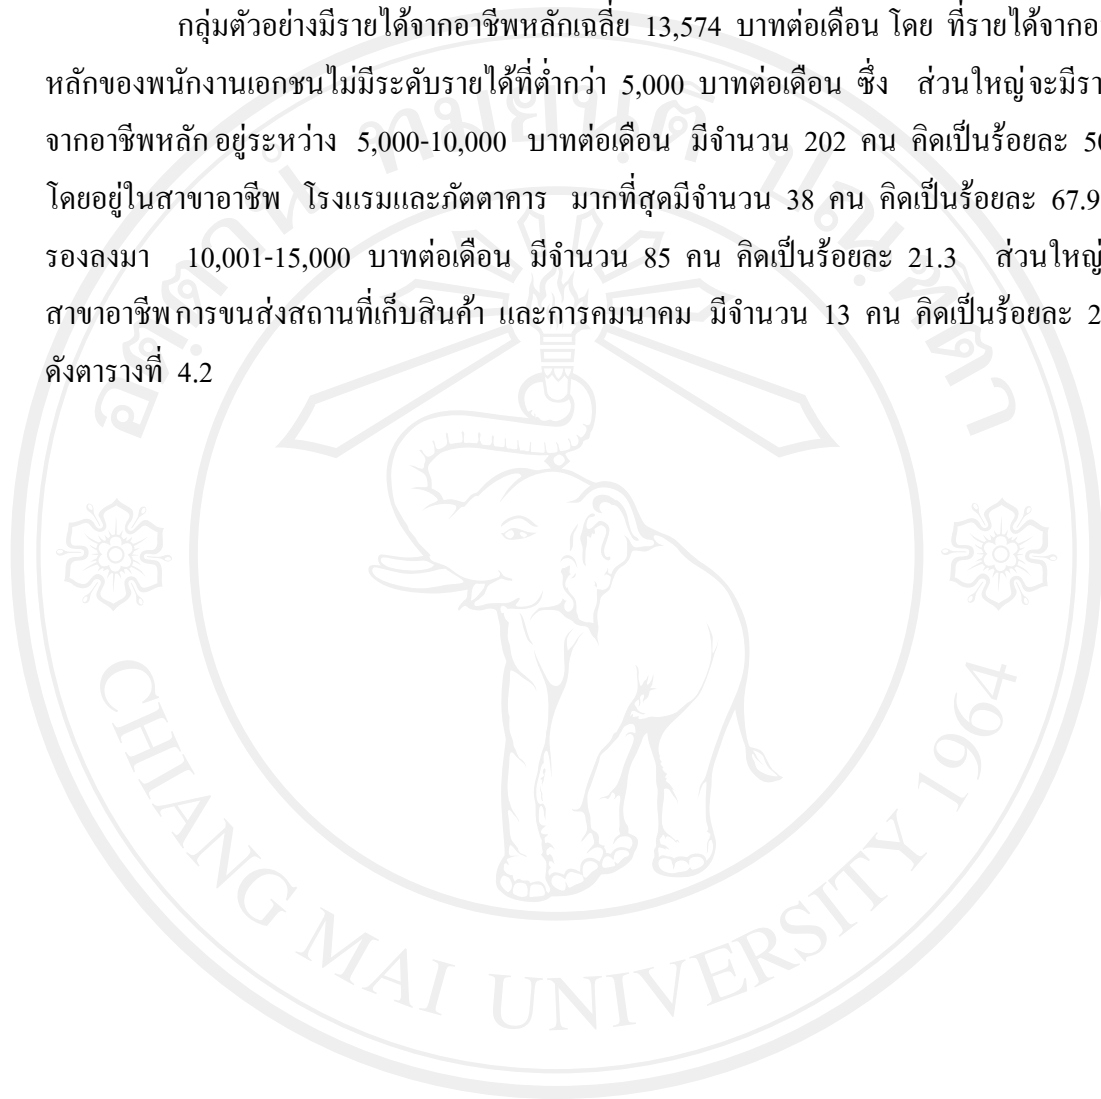 กลุ่มตัวอย่างมีรายได้จากอาชีพหลักเฉลี่ย 13,574 บาทต่อเดือน โดย ที่รายได้จากอ
หลักของพนักงานเอกชนไม่มีระดับรายได้ที่ต่ำกว่า 5,000 บาทต่อเดือน ซึ่ง ส่วนใหญ่จะมีรา
จากอาชีพหลัก อยู่ระหว่าง 5,000-10,000 บาทต่อเดือน มีจำนวน 202 คน คิดเป็นร้อยละ
โดยอยู่ในสาขาอาชีพ โรงแรมและภัตตาคาร มากที่สุดมีจำนวน 38 คน คิดเป็นร้อยละ 67.9
รองลงมา 10,001-15,000 บาทต่อเดือน มีจำนวน 85 คน คิดเป็นร้อยละ 21.3 ส่วนใหญ่
สาขาอาชีพ การขนส่งสถานที่เก็บสินค้า และการคมนาคม มีจำนวน 13 คน คิดเป็นร้อยละ 2
ดังตารางที่ 4.2
อตฺตานํ ทมยนฺติ ปณฺฑิตา
CHIANG MAI UNIVERSITY 1964